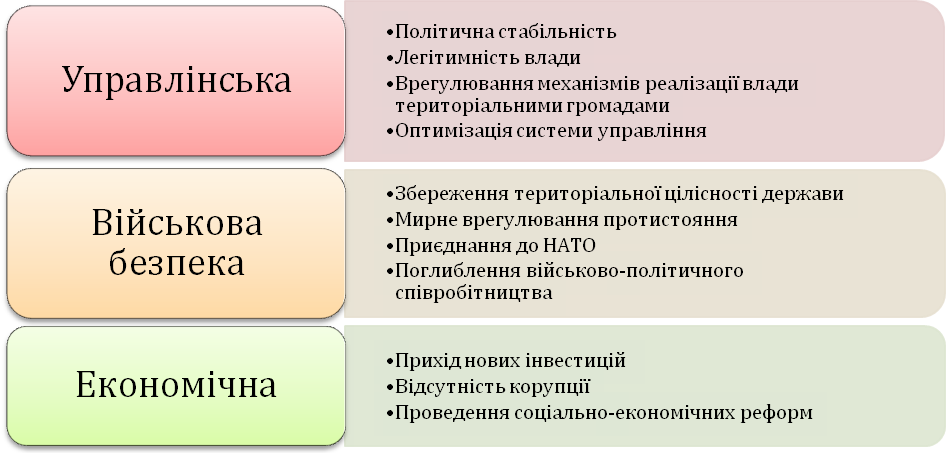 Управлінська
•Політична стабільність
•Легітимність влади
•Врегулювання механізмів реалізації влади
територіальними громадами
•Оптимізація системи управління
Військова
безпека
•Збереження територіальної цілісності держави
•Мирне врегулювання протистояння
•Приєднання до НАТО
•Поглиблення військово-політичного
співробітництва
Економічна
•Прихід нових інвестицій
•Відсутність корупції
•Проведення соціально-економічних реформ